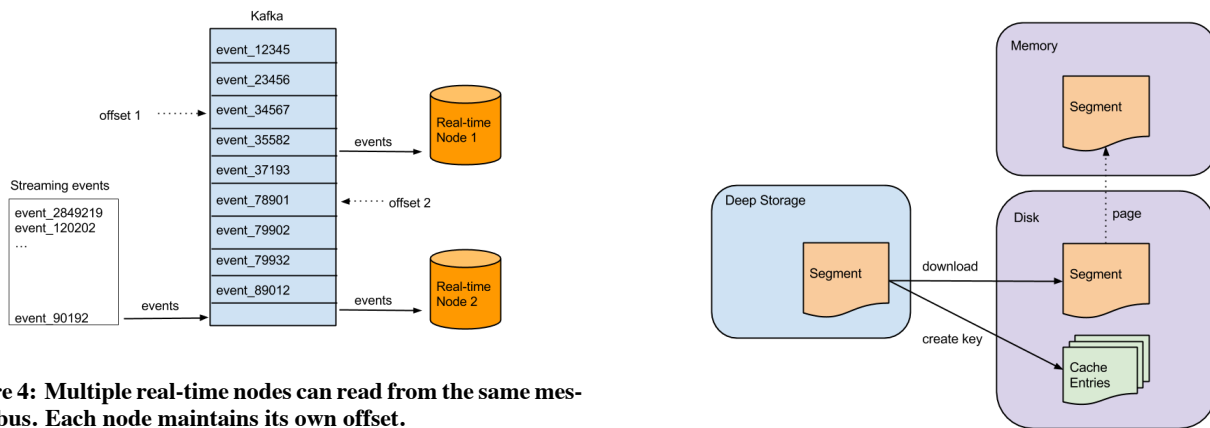 Kafka
event_12345
event_23456
offset 1
event_34567
event_35582
events
Real-time
Node 1
event_37193
Streaming events
event_2849219
event_120202
...
event_90192
event_78901
offset 2
event_79902
event_79932
event_89012
events
events
Real-time
Node 2
re 4: Multiple real-time nodes can read from the same mes-
bus. Each node maintains its own offset.
Memory
Segment
Deep Storage
Segment
download
create key
page
Disk
Segment
Cache
Entries